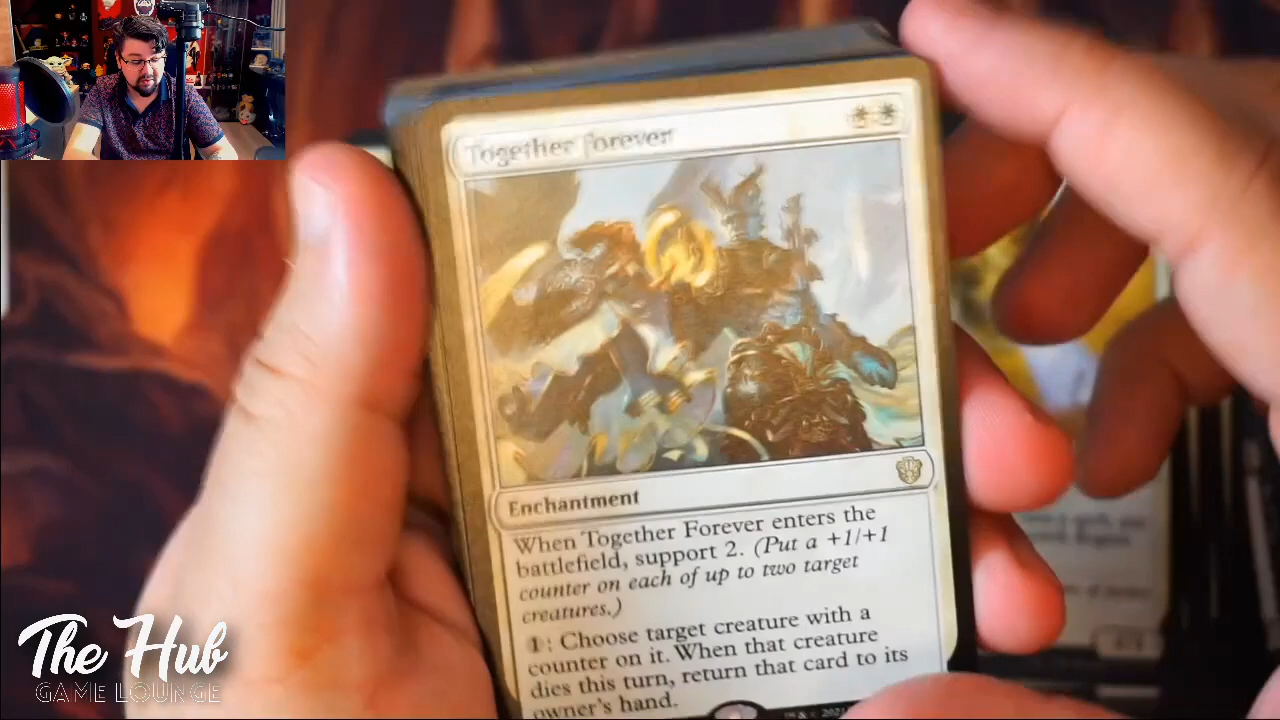 Together Forever
Enchantment
When Together Forever enters the
battlefield, support 2. (Put a +1/+1
counter on each of up to two target
creatures.)
1: Choose target creature with a
counter on it. When that creature
dies this turn, return that card to its
owner's hand.
The Hub
GAME LOUNGE